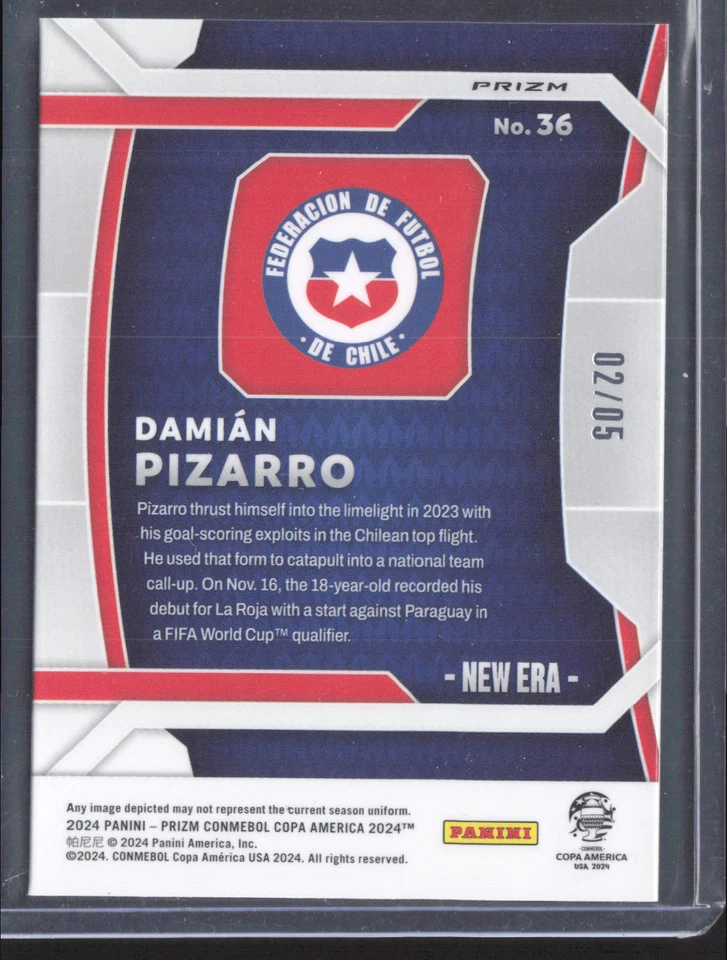 PRIZM
No. 36
FEDERACION DE FUTBOL
· DE CHILE ·
02/05
DAMIÁN
PIZARRO
Pizarro thrust himself into the limelight in 2023 with
his goal-scoring exploits in the Chilean top flight.
He used that form to catapult into a national team
call-up. On Nov. 16, the 18-year-old recorded his
debut for La Roja with a start against Paraguay in
a FIFA World Cup™ qualifier.
- NEW ERA -
Any image depicted may not represent the current season uniform.
2024 PANINI – PRIZM CONMEBOL COPA AMERICA 2024™
帕尼尼 © 2024 Panini America, Inc.
©2024. CONMEBOL Copa América USA 2024. All rights reserved.
PANINI
·CONMEBOL·
COPA AMERICA
USA 2024